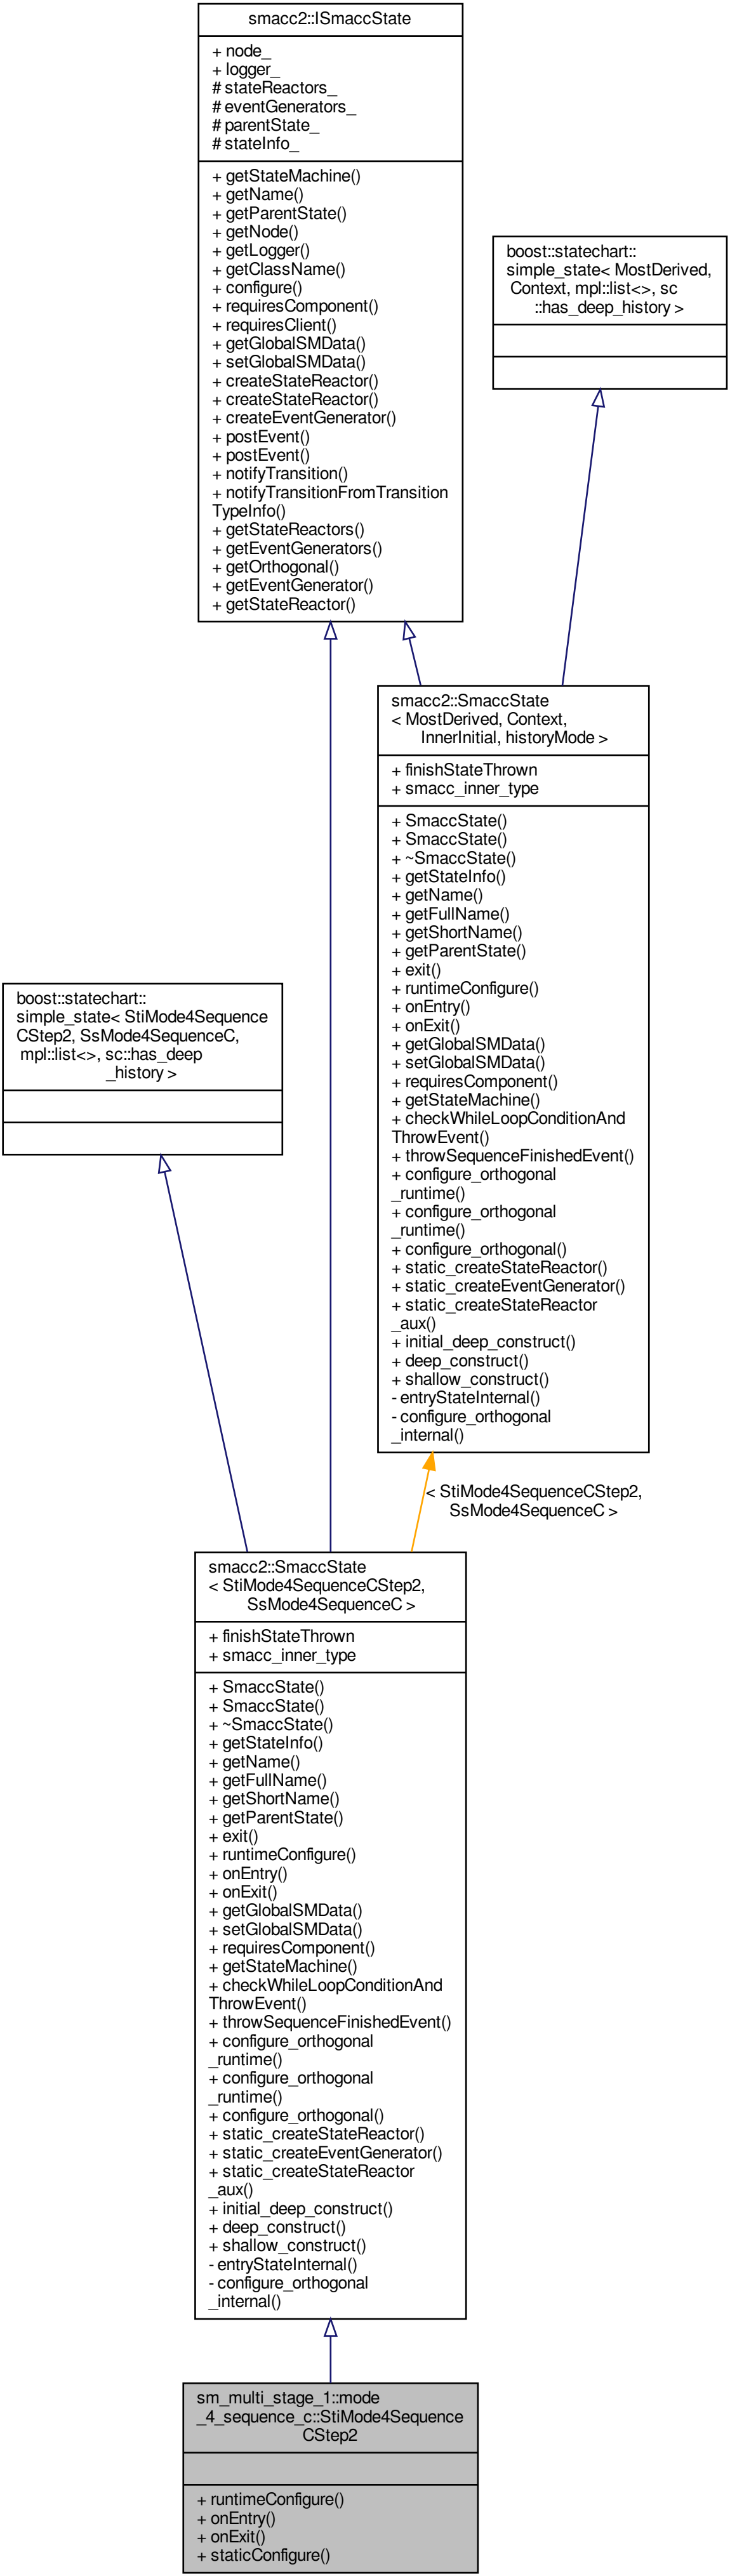 smacc2::ISmaccState
+ node_
+ logger_
# stateReactors_
# eventGenerators_
# parentState_
# stateInfo_
+ getStateMachine()
+ getName()
+ getParentState()
+ getNode()
+ getLogger()
+ getClassName()
+ configure()
+ requiresComponent()
+ requiresClient()
+ getGlobalSMData()
+ setGlobalSMData()
+ createStateReactor()
+ createStateReactor()
+ createEventGenerator()
+ postEvent()
+ postEvent()
+ notifyTransition()
+ notifyTransitionFromTransition
TypeInfo()
+ getStateReactors()
+ getEventGenerators()
+ getOrthogonal()
+ getEventGenerator()
+ getStateReactor()
boost::statechart::
simple_state< MostDerived,
Context, mpl::list<>, sc
::has_deep_history >
smacc2::SmaccState
< MostDerived, Context,
InnerInitial, historyMode >
+ finishStateThrown
+ smacc_inner_type
+ SmaccState()
+ SmaccState()
+ ~SmaccState()
+ getStateInfo()
+ getName()
+ getFullName()
+ getShortName()
+ getParentState()
+ exit()
+ runtimeConfigure()
+ onEntry()
+ onExit()
+ getGlobalSMData()
+ setGlobalSMData()
+ requiresComponent()
+ getStateMachine()
+ checkWhileLoopConditionAnd
ThrowEvent()
+ throwSequenceFinishedEvent()
+ configure_orthogonal
_runtime()
+ configure_orthogonal
_runtime()
+ configure_orthogonal()
+ static_createStateReactor()
+ static_createEventGenerator()
+ static_createStateReactor
_aux()
+ initial_deep_construct()
+ deep_construct()
+ shallow_construct()
- entryStateInternal()
- configure_orthogonal
_internal()
boost::statechart::
simple_state< StiMode4Sequence
CStep2, SsMode4SequenceC,
mpl::list<>, sc::has_deep
_history >
< StiMode4SequenceCStep2,
SsMode4SequenceC >
smacc2::SmaccState
< StiMode4SequenceCStep2,
SsMode4SequenceC >
+ finishStateThrown
+ smacc_inner_type
+ SmaccState()
+ SmaccState()
+ ~SmaccState()
+ getStateInfo()
+ getName()
+ getFullName()
+ getShortName()
+ getParentState()
+ exit()
+ runtimeConfigure()
+ onEntry()
+ onExit()
+ getGlobalSMData()
+ setGlobalSMData()
+ requiresComponent()
+ getStateMachine()
+ checkWhileLoopConditionAnd
ThrowEvent()
+ throwSequenceFinishedEvent()
+ configure_orthogonal
_runtime()
+ configure_orthogonal
_runtime()
+ configure_orthogonal()
+ static_createStateReactor()
+ static_createEventGenerator()
+ static_createStateReactor
_aux()
+ initial_deep_construct()
+ deep_construct()
+ shallow_construct()
- entryStateInternal()
- configure_orthogonal
_internal()
sm_multi_stage_1::mode
_4_sequence_c::StiMode4Sequence
CStep2
+ runtimeConfigure()
+ onEntry()
+ onExit()
+ staticConfigure()